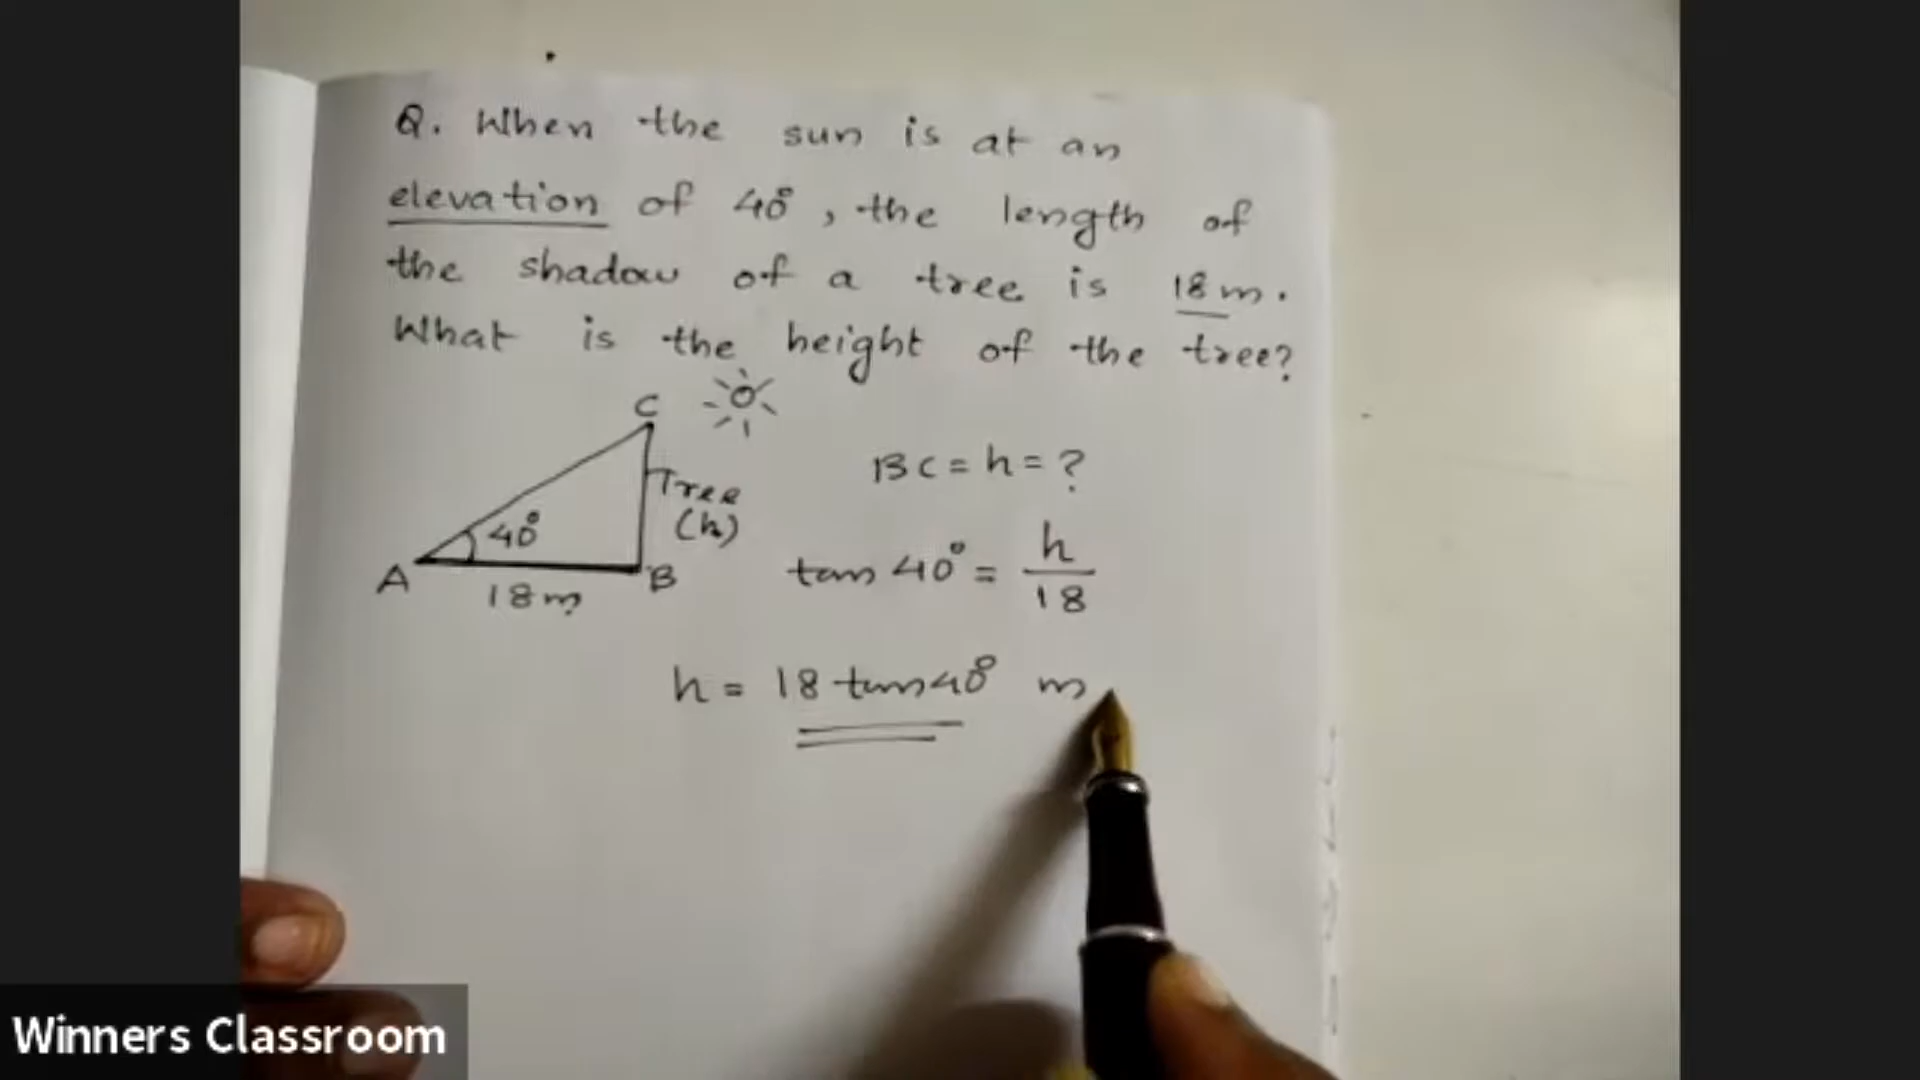 Q. When the sun is at an
elevation of 40°, the length of
the shadow of a tree is 18 m.
What is the height of the tree?
C
Tree
(h)
40°
A
18 m
B
BC = h = ?
tan 40° = h/18
h = 18 tan 40° m
Winners Classroom